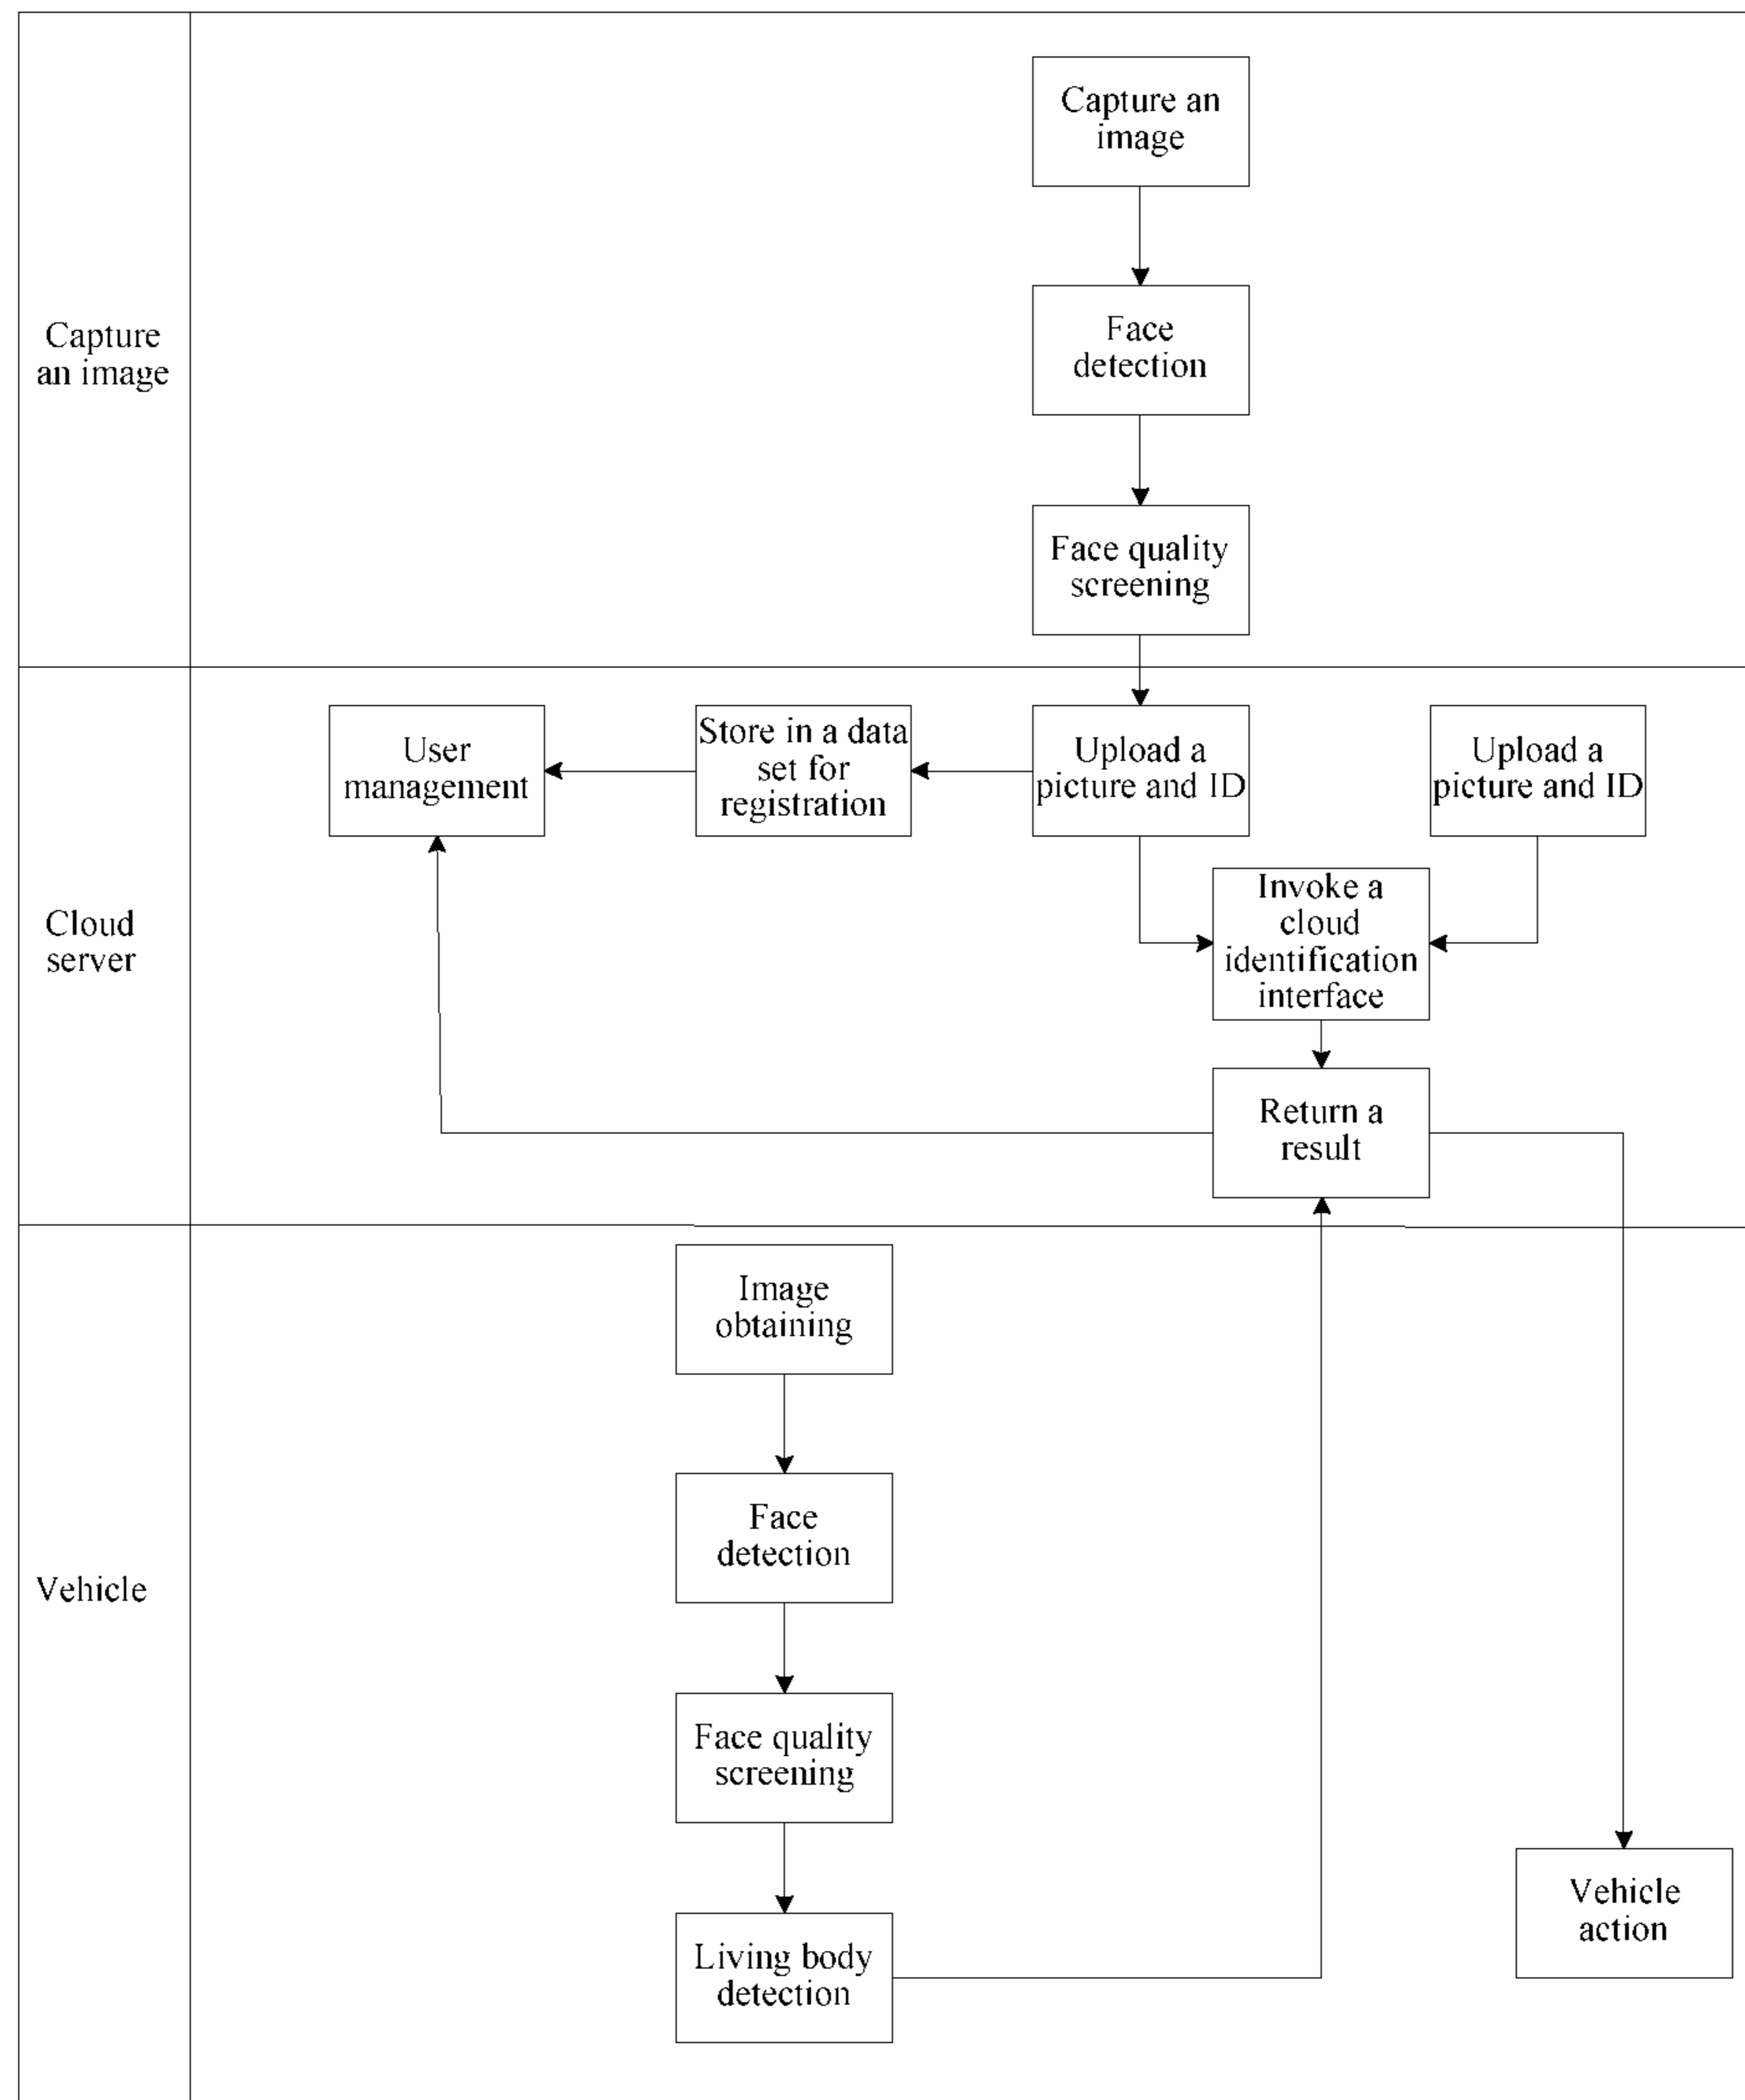 Capture
an image
Capture an
image
Face
detection
Face quality
screening
Cloud
server
User
management
Store in a data
set for
registration
Upload a
picture and ID
Upload a
picture and ID
Invoke a
cloud
identification
interface
Return a
result
Vehicle
Image
obtaining
Face
detection
Face quality
screening
Living body
detection
Vehicle
action